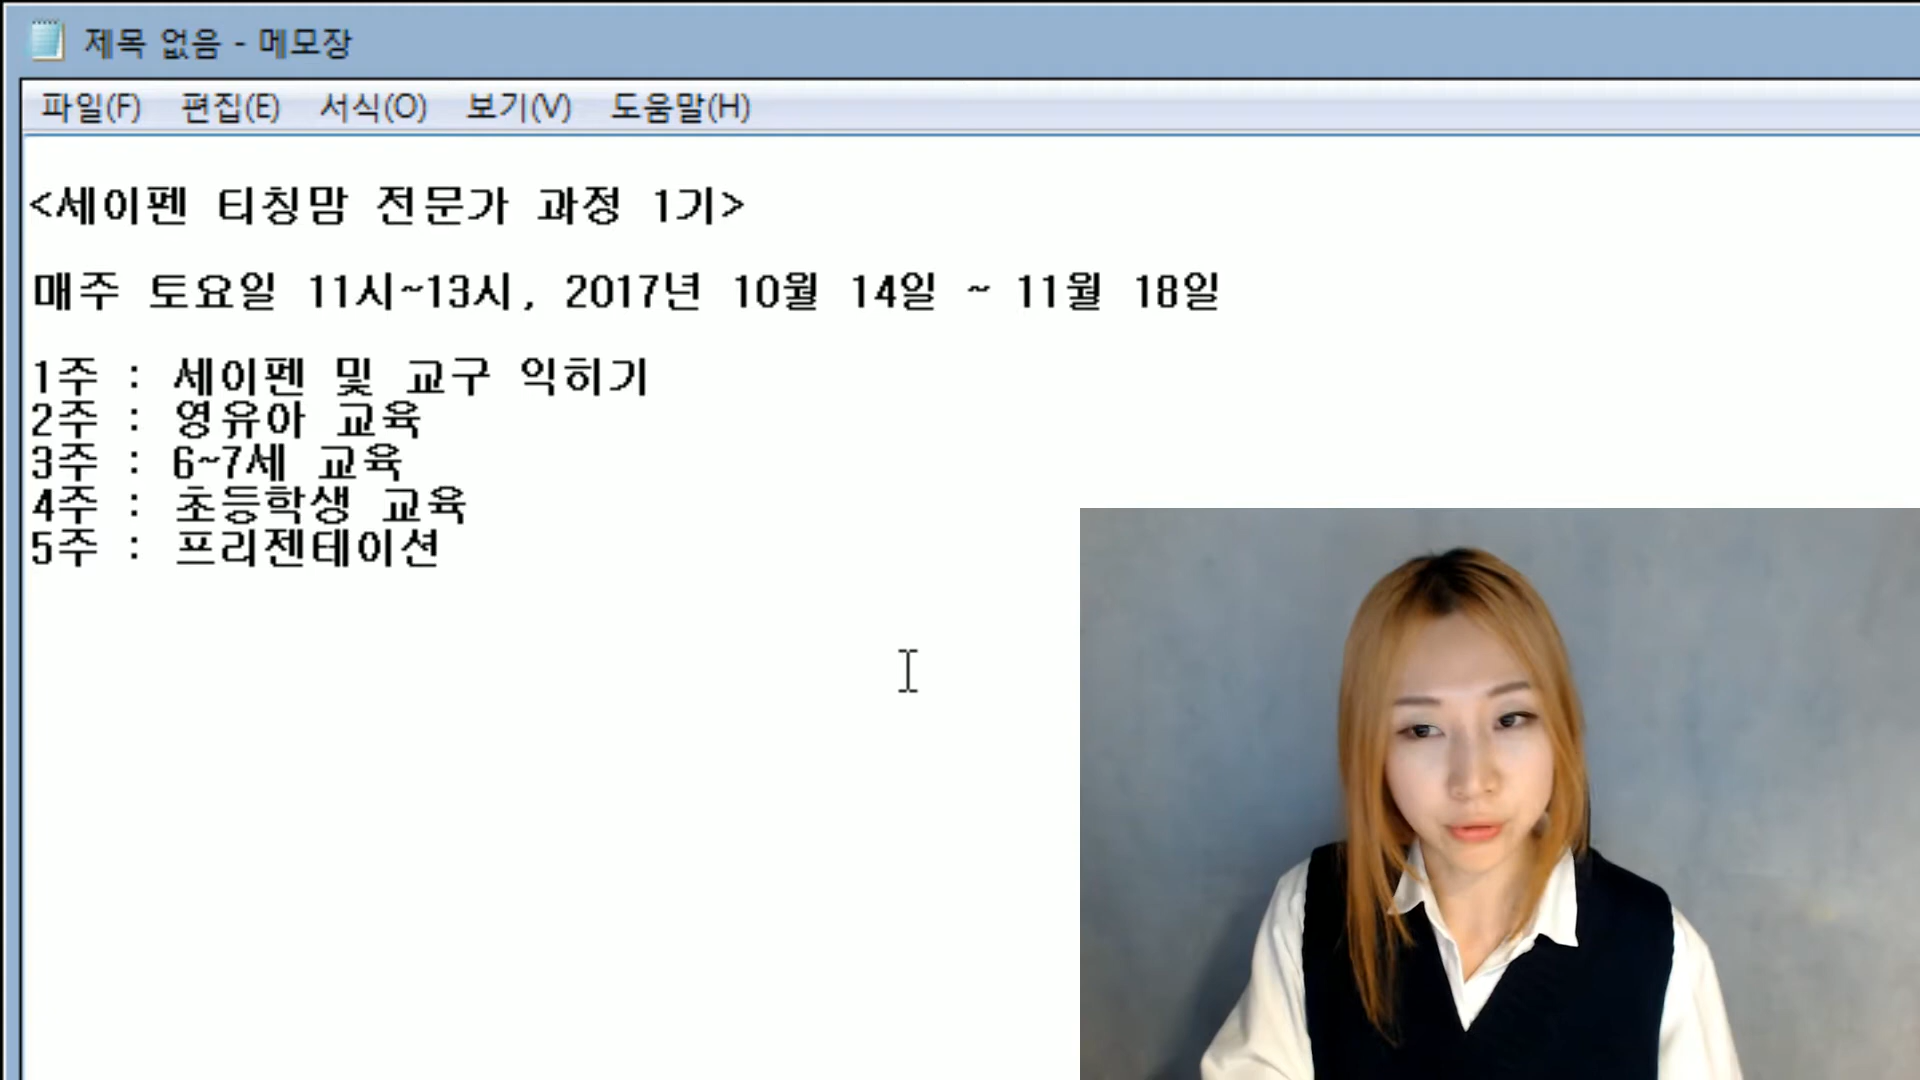 제목 없음 - 메모장
파일(F) 편집(E) 서식(O) 보기(V) 도움말(H)
<세이펜 티칭맘 전문가 과정 1기>
매주 토요일 11시~13시, 2017년 10월 14일 ~ 11월 18일
1주 : 세이펜 및 교구 익히기
2주 : 영유아 교육
3주 : 6~7세 교육
4주 : 초등학생 교육
5주 : 프리젠테이션